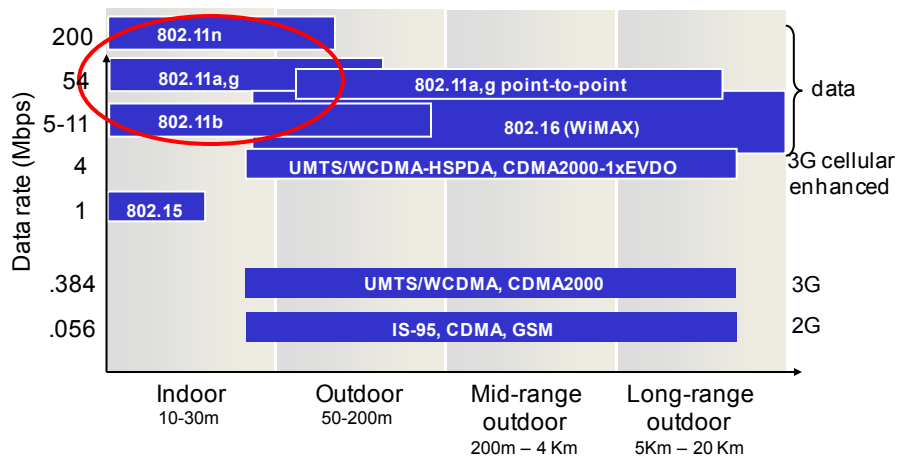 Data rate (Mbps)
200
802.11n
54
802.11a,g
802.11a,g point-to-point
data
5-11
802.11b
802.16 (WiMAX)
4
UMTS/WCDMA-HSPDA, CDMA2000-1xEVDO
3G cellular
enhanced
1
802.15
.384
UMTS/WCDMA, CDMA2000
3G
.056
IS-95, CDMA, GSM
2G
Indoor
10-30m
Outdoor
50-200m
Mid-range
outdoor
200m – 4 Km
Long-range
outdoor
5Km – 20 Km